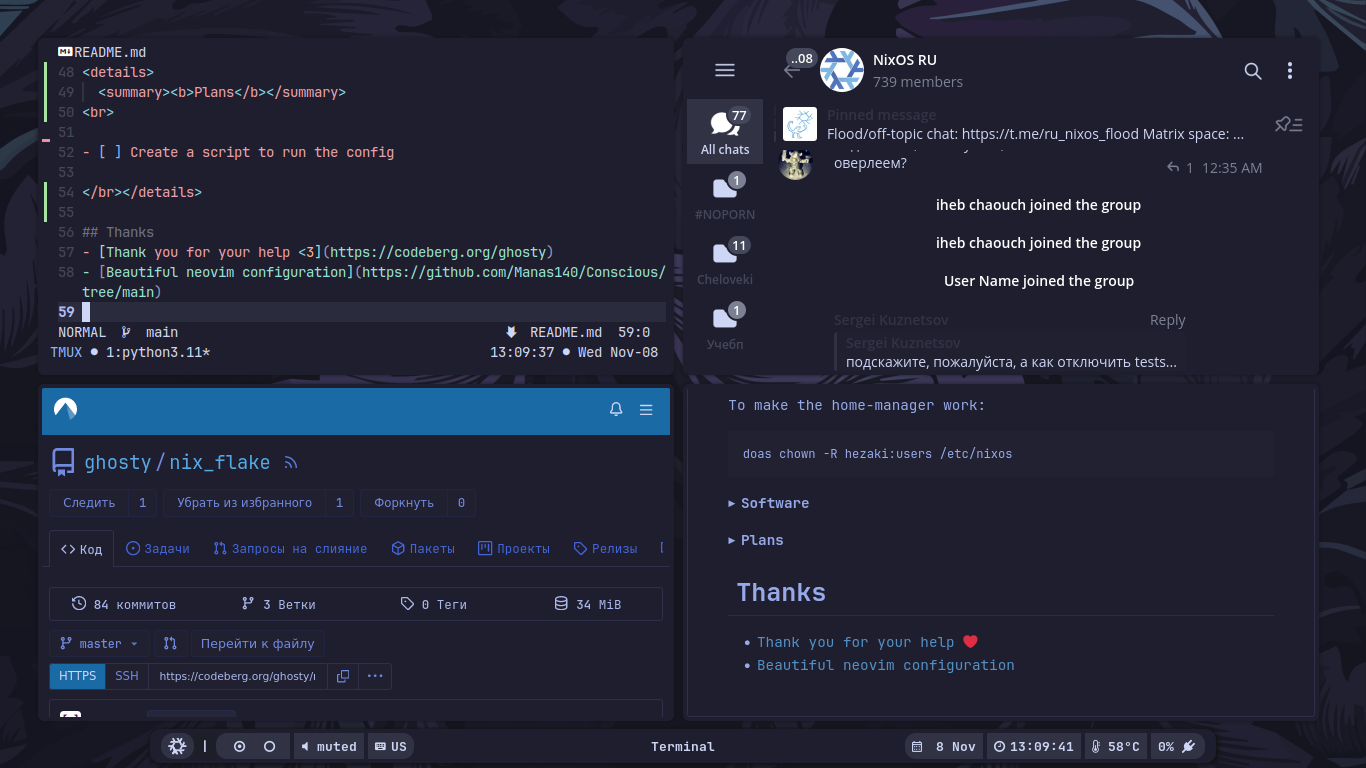 README.md
48 <details>
49 <summary><b>Plans</b></summary>
50 <br>
51
52 - [ ] Create a script to run the config
53
54 </br></details>
55
56 ## Thanks
57 - [Thank you for your help <3](https://codeberg.org/ghosty)
58 - [Beautiful neovim configuration](https://github.com/Manas140/Conscious/
tree/main)
59
NORMAL main README.md 59:0
TMUX ● 1:python3.11* 13:09:37 ● Wed Nov-08
..08
NixOS RU
739 members
77
All chats
1
#NOPORN
11
Cheloveki
1
Учебп
Pinned message
Flood/off-topic chat: https://t.me/ru_nixos_flood Matrix space: ...
оверлеем?
1 12:35 AM
iheb chaouch joined the group
iheb chaouch joined the group
User Name joined the group
Sergei Kuznetsov Reply
Sergei Kuznetsov
подскажите, пожалуйста, а как отключить tests...
ghosty/nix_flake
Следить 1 Убрать из избранного 1 Форкнуть 0
Код Задачи Запросы на слияние Пакеты Проекты Релизы
84 коммитов 3 Ветки 0 Теги 34 MiB
master Перейти к файлу
HTTPS SSH https://codeberg.org/ghosty/
To make the home-manager work:
doas chown -R hezaki:users /etc/nixos
▸ Software
▸ Plans
Thanks
• Thank you for your help ❤
• Beautiful neovim configuration
| muted US Terminal 8 Nov 13:09:41 58°C 0%